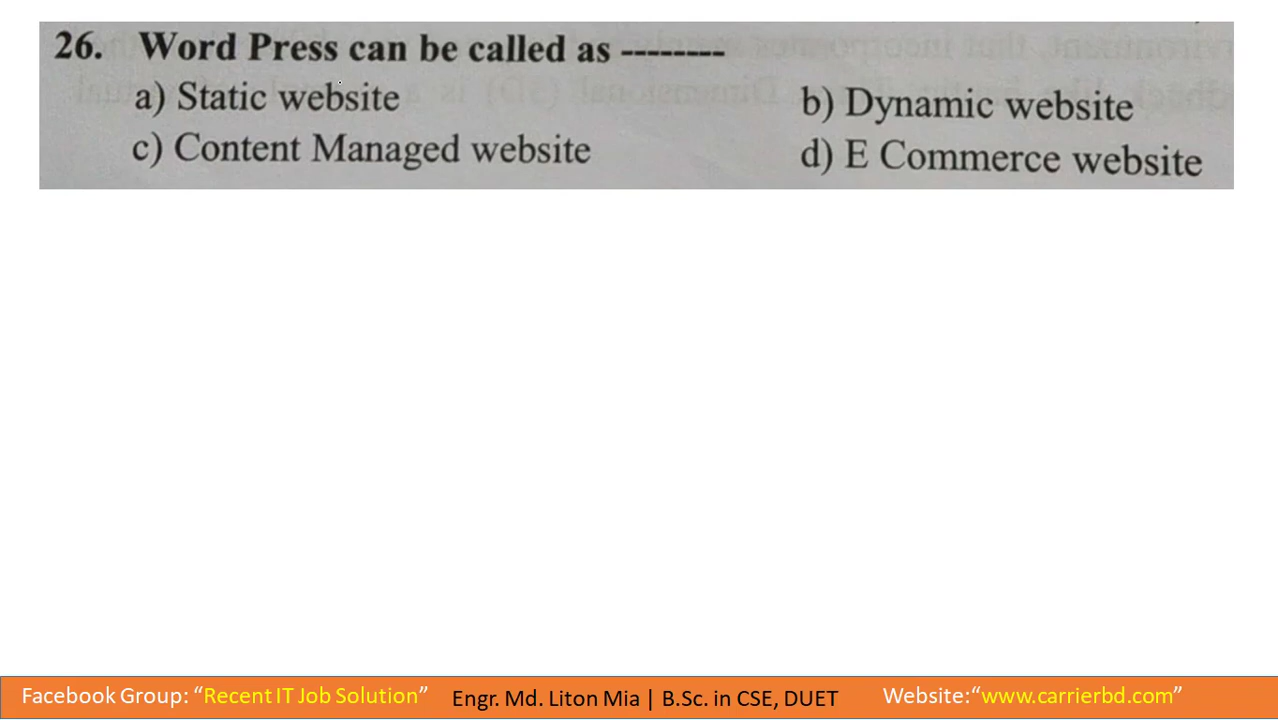 26. Word Press can be called as --------
a) Static website b) Dynamic website
c) Content Managed website d) E Commerce website
Facebook Group: “Recent IT Job Solution” Engr. Md. Liton Mia | B.Sc. in CSE, DUET Website:“www.carrierbd.com”